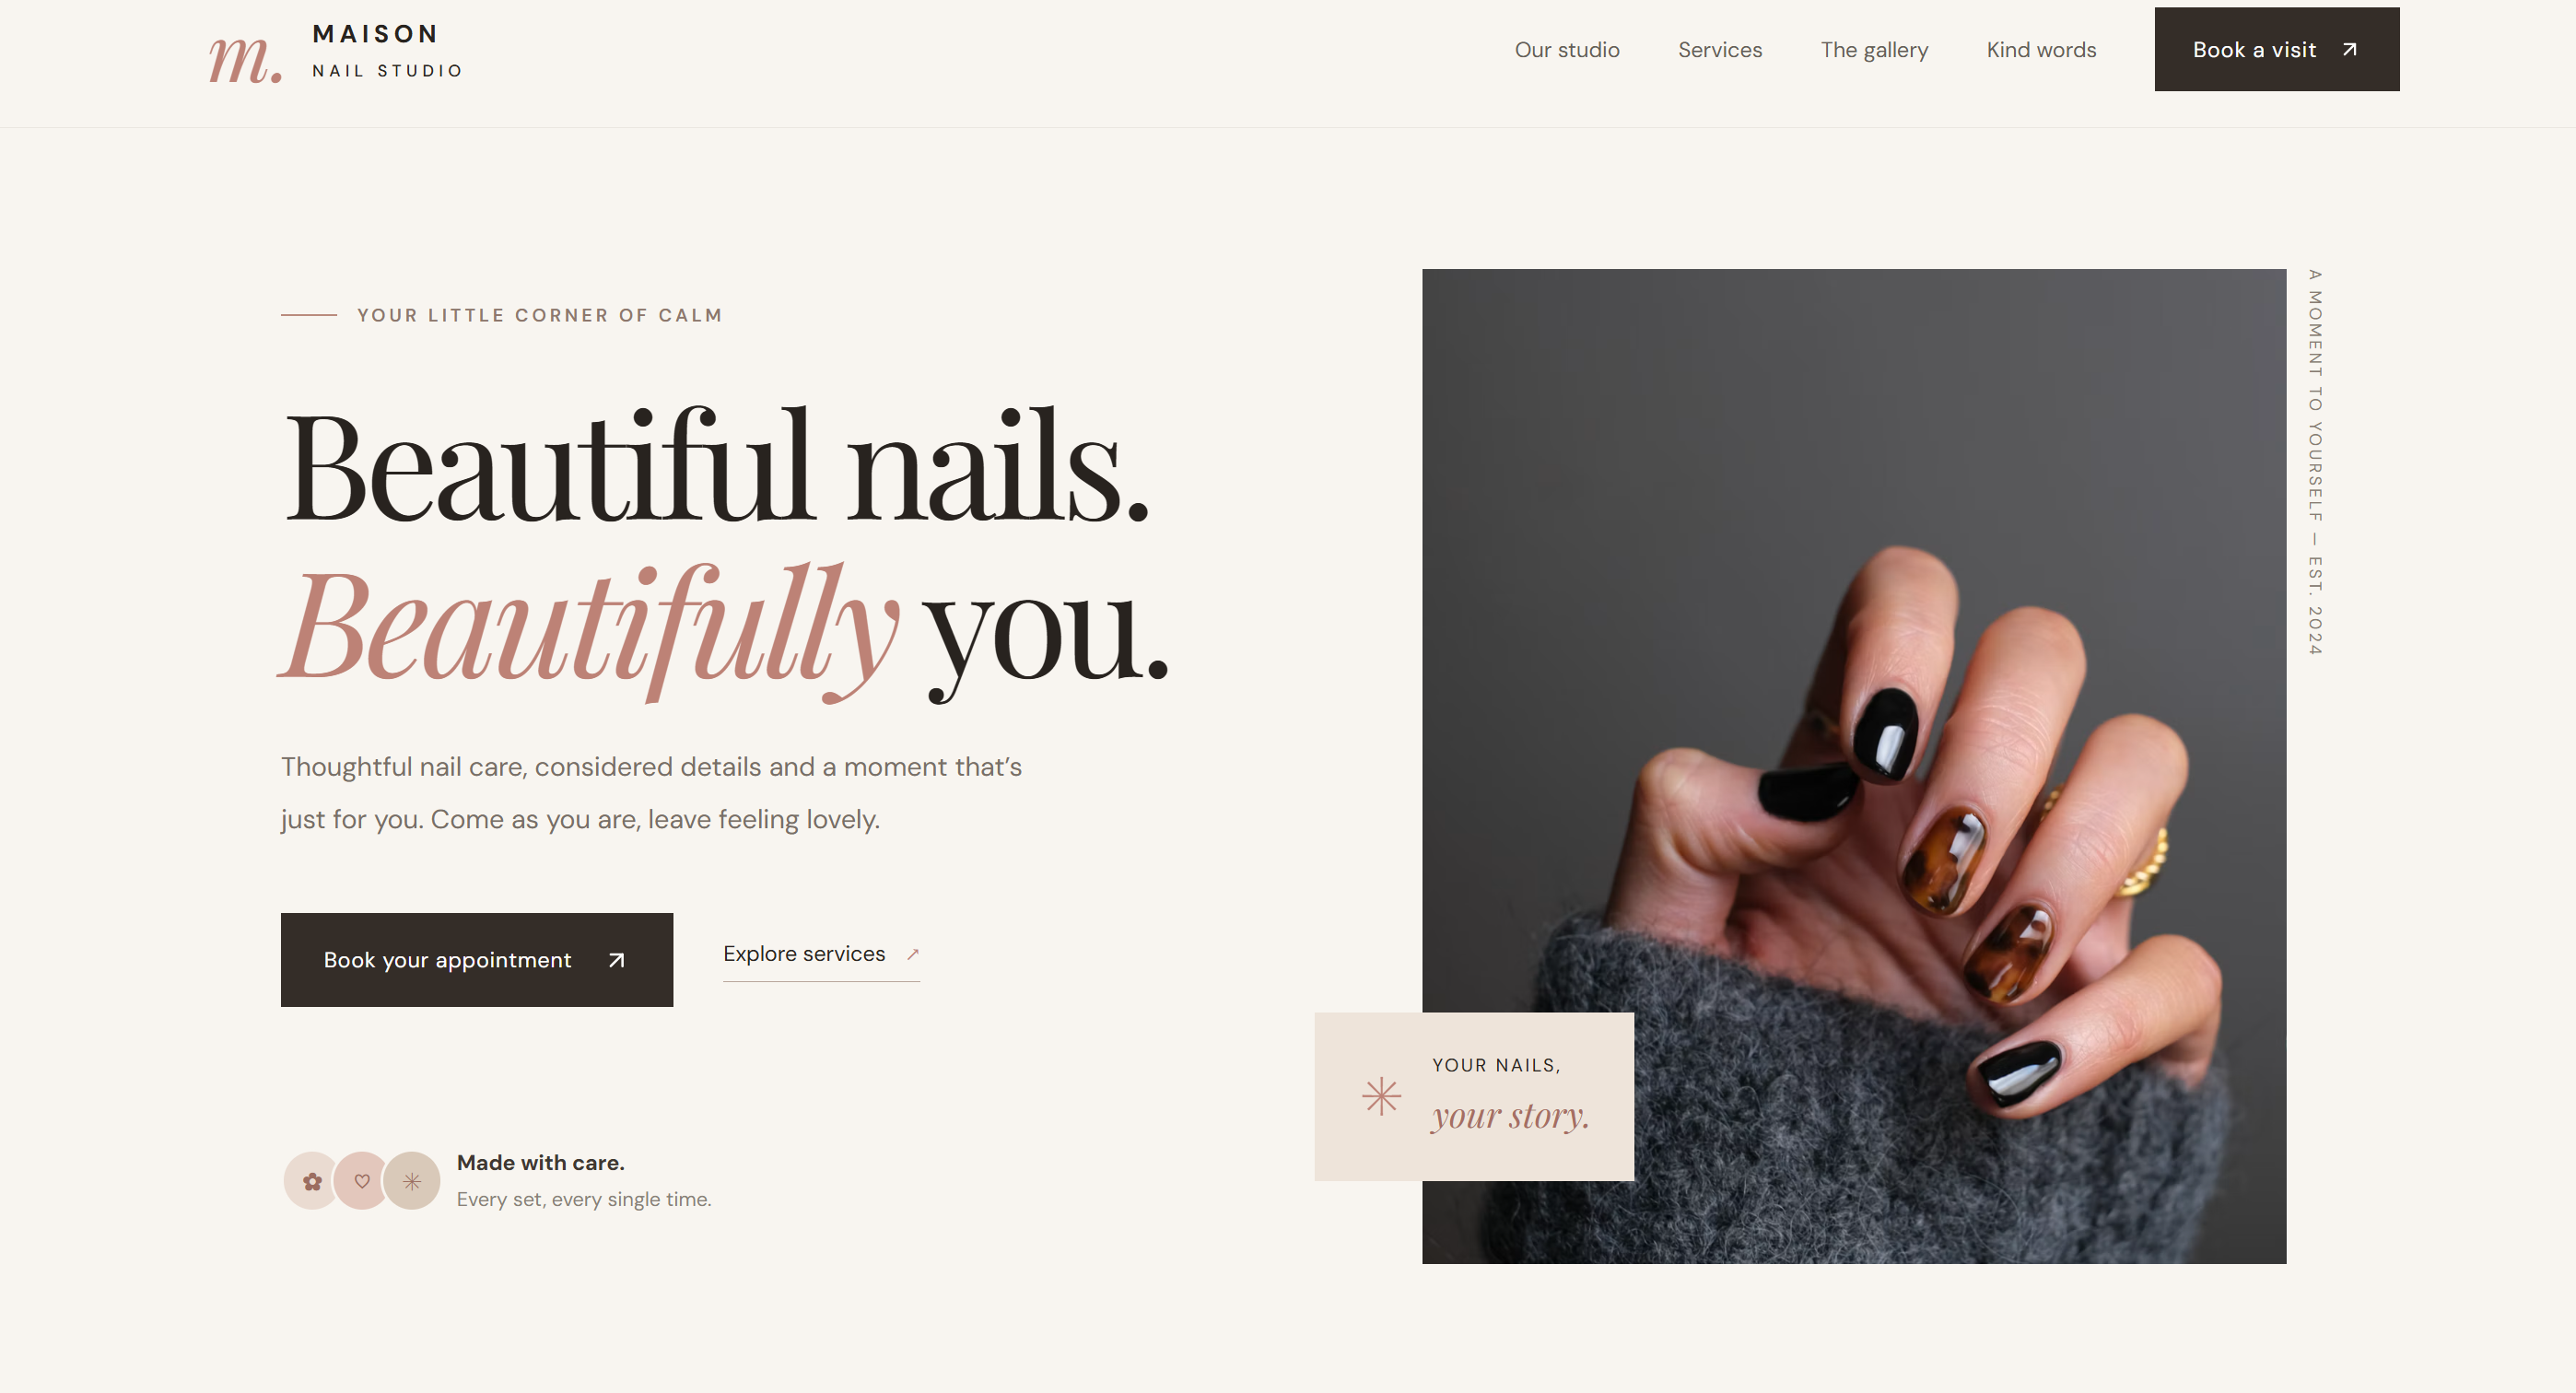 m.
MAISON
NAIL STUDIO
Our studio
Services
The gallery
Kind words
Book a visit ↗
YOUR LITTLE CORNER OF CALM
Beautiful nails.
Beautifully you.
Thoughtful nail care, considered details and a moment that’s
just for you. Come as you are, leave feeling lovely.
Book your appointment ↗
Explore services ↗
Made with care.
Every set, every single time.
A MOMENT TO YOURSELF — EST. 2024
YOUR NAILS,
your story.